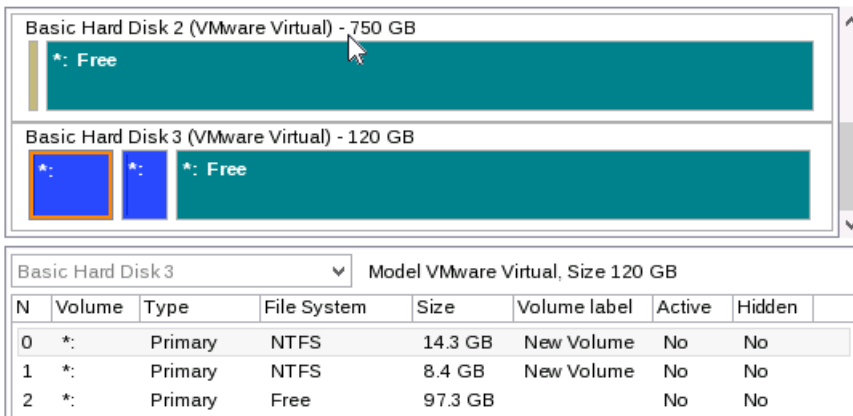 Basic Hard Disk 2 (VMware Virtual) - 750 GB
*: Free
Basic Hard Disk 3 (VMware Virtual) - 120 GB
*: *: *: Free
Basic Hard Disk 3 Model VMware Virtual, Size 120 GB
N Volume Type File System Size Volume label Active Hidden
0 *: Primary NTFS 14.3 GB New Volume No No
1 *: Primary NTFS 8.4 GB New Volume No No
2 *: Primary Free 97.3 GB No No